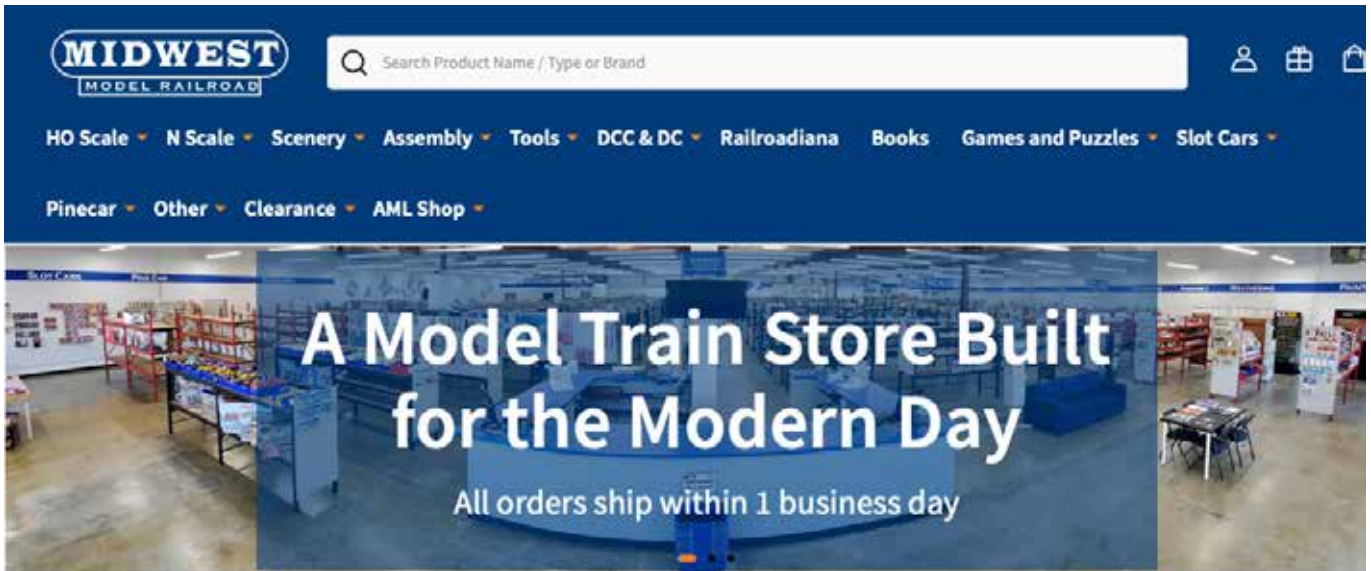 MIDWEST
MODEL RAILROAD
Search Product Name / Type or Brand
HO Scale N Scale Scenery Assembly Tools DCC & DC Railroadiana Books Games and Puzzles Slot Cars
Pinecar Other Clearance AML Shop
SLOT CARS
A Model Train Store Built
for the Modern Day
All orders ship within 1 business day